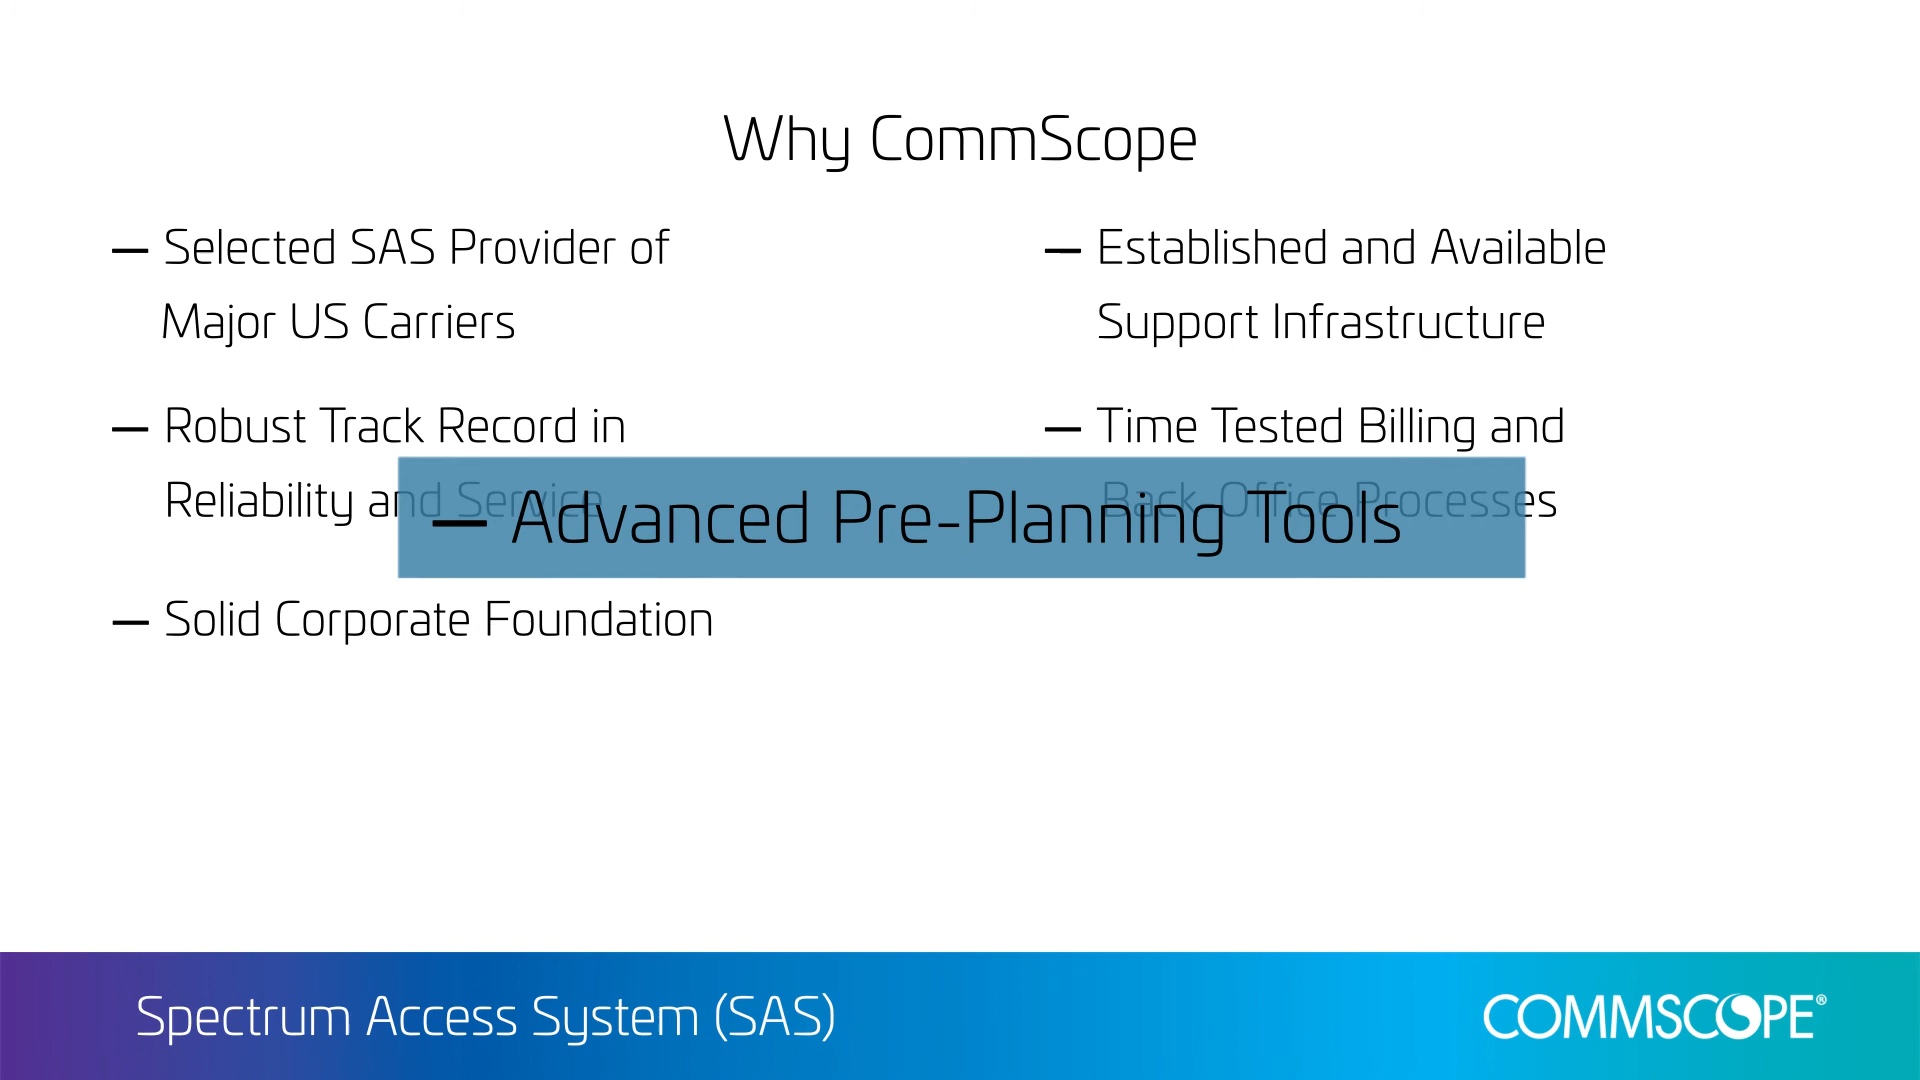 Why CommScope
— Selected SAS Provider of
Major US Carriers
— Robust Track Record in
Reliability and Service
— Solid Corporate Foundation
— Established and Available
Support Infrastructure
— Time Tested Billing and
Back Office Processes
— Advanced Pre-Planning Tools
Spectrum Access System (SAS)
COMMSCOPE®